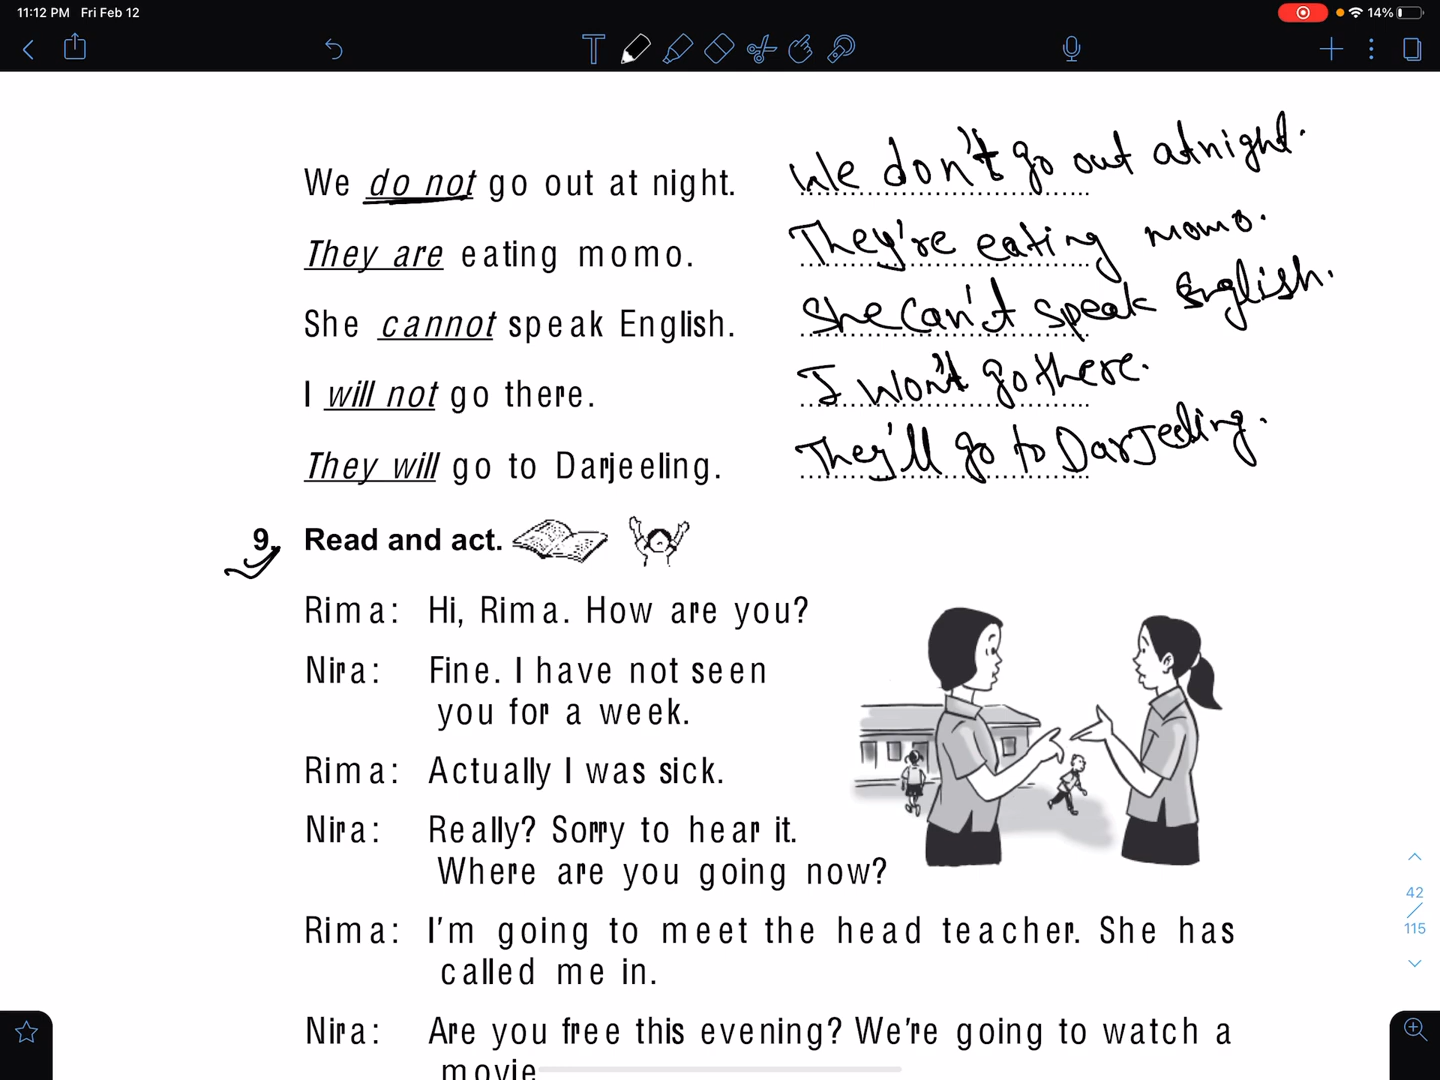 11:12 PM Fri Feb 12
14%
T
We do not go out at night. We don't go out atnight.
They are eating momo. They're eating momo.
She cannot speak English. She can't speak English.
I will not go there. I won't go there.
They will go to Darjeeling. They'll go to Darjeeling.
9. Read and act.
Rima: Hi, Rima. How are you?
Nira: Fine. I have not seen
you for a week.
Rima: Actually I was sick.
Nira: Really? Sorry to hear it.
Where are you going now?
Rima: I'm going to meet the head teacher. She has
called me in.
Nira: Are you free this evening? We're going to watch a
movie
42
/
115